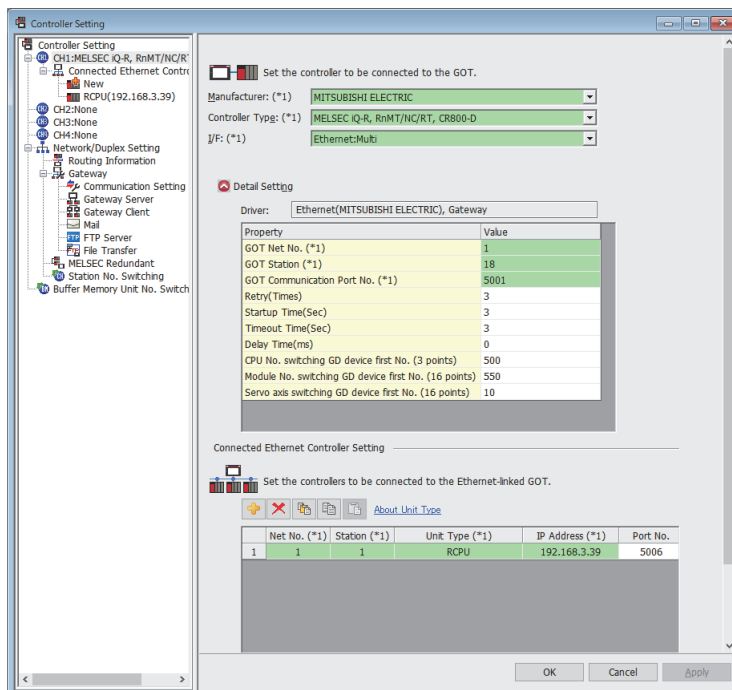 Controller Setting
Controller Setting
CH1:MELSEC iQ-R, RnMT/NC/R
Connected Ethernet Contro
New
RCPU(192.168.3.39)
CH2:None
CH3:None
CH4:None
Network/Duplex Setting
Routing Information
Gateway
Communication Setting
Gateway Server
Gateway Client
Mail
FTP Server
File Transfer
MELSEC Redundant
Station No. Switching
Buffer Memory Unit No. Switch
Set the controller to be connected to the GOT.
Manufacturer: (*1) MITSUBISHI ELECTRIC
Controller Type: (*1) MELSEC iQ-R, RnMT/NC/RT, CR800-D
I/F: (*1) Ethernet:Multi
Detail Setting
Driver: Ethernet(MITSUBISHI ELECTRIC), Gateway
Property Value
GOT Net No. (*1) 1
GOT Station (*1) 18
GOT Communication Port No. (*1) 5001
Retry(Times) 3
Startup Time(Sec) 3
Timeout Time(Sec) 3
Delay Time(ms) 0
CPU No. switching GD device first No. (3 points) 500
Module No. switching GD device first No. (16 points) 550
Servo axis switching GD device first No. (16 points) 10
Connected Ethernet Controller Setting
Set the controllers to be connected to the Ethernet-linked GOT.
About Unit Type
Net No. (*1) Station (*1) Unit Type (*1) IP Address (*1) Port No.
1 1 1 RCPU 192.168.3.39 5006
OK Cancel Apply